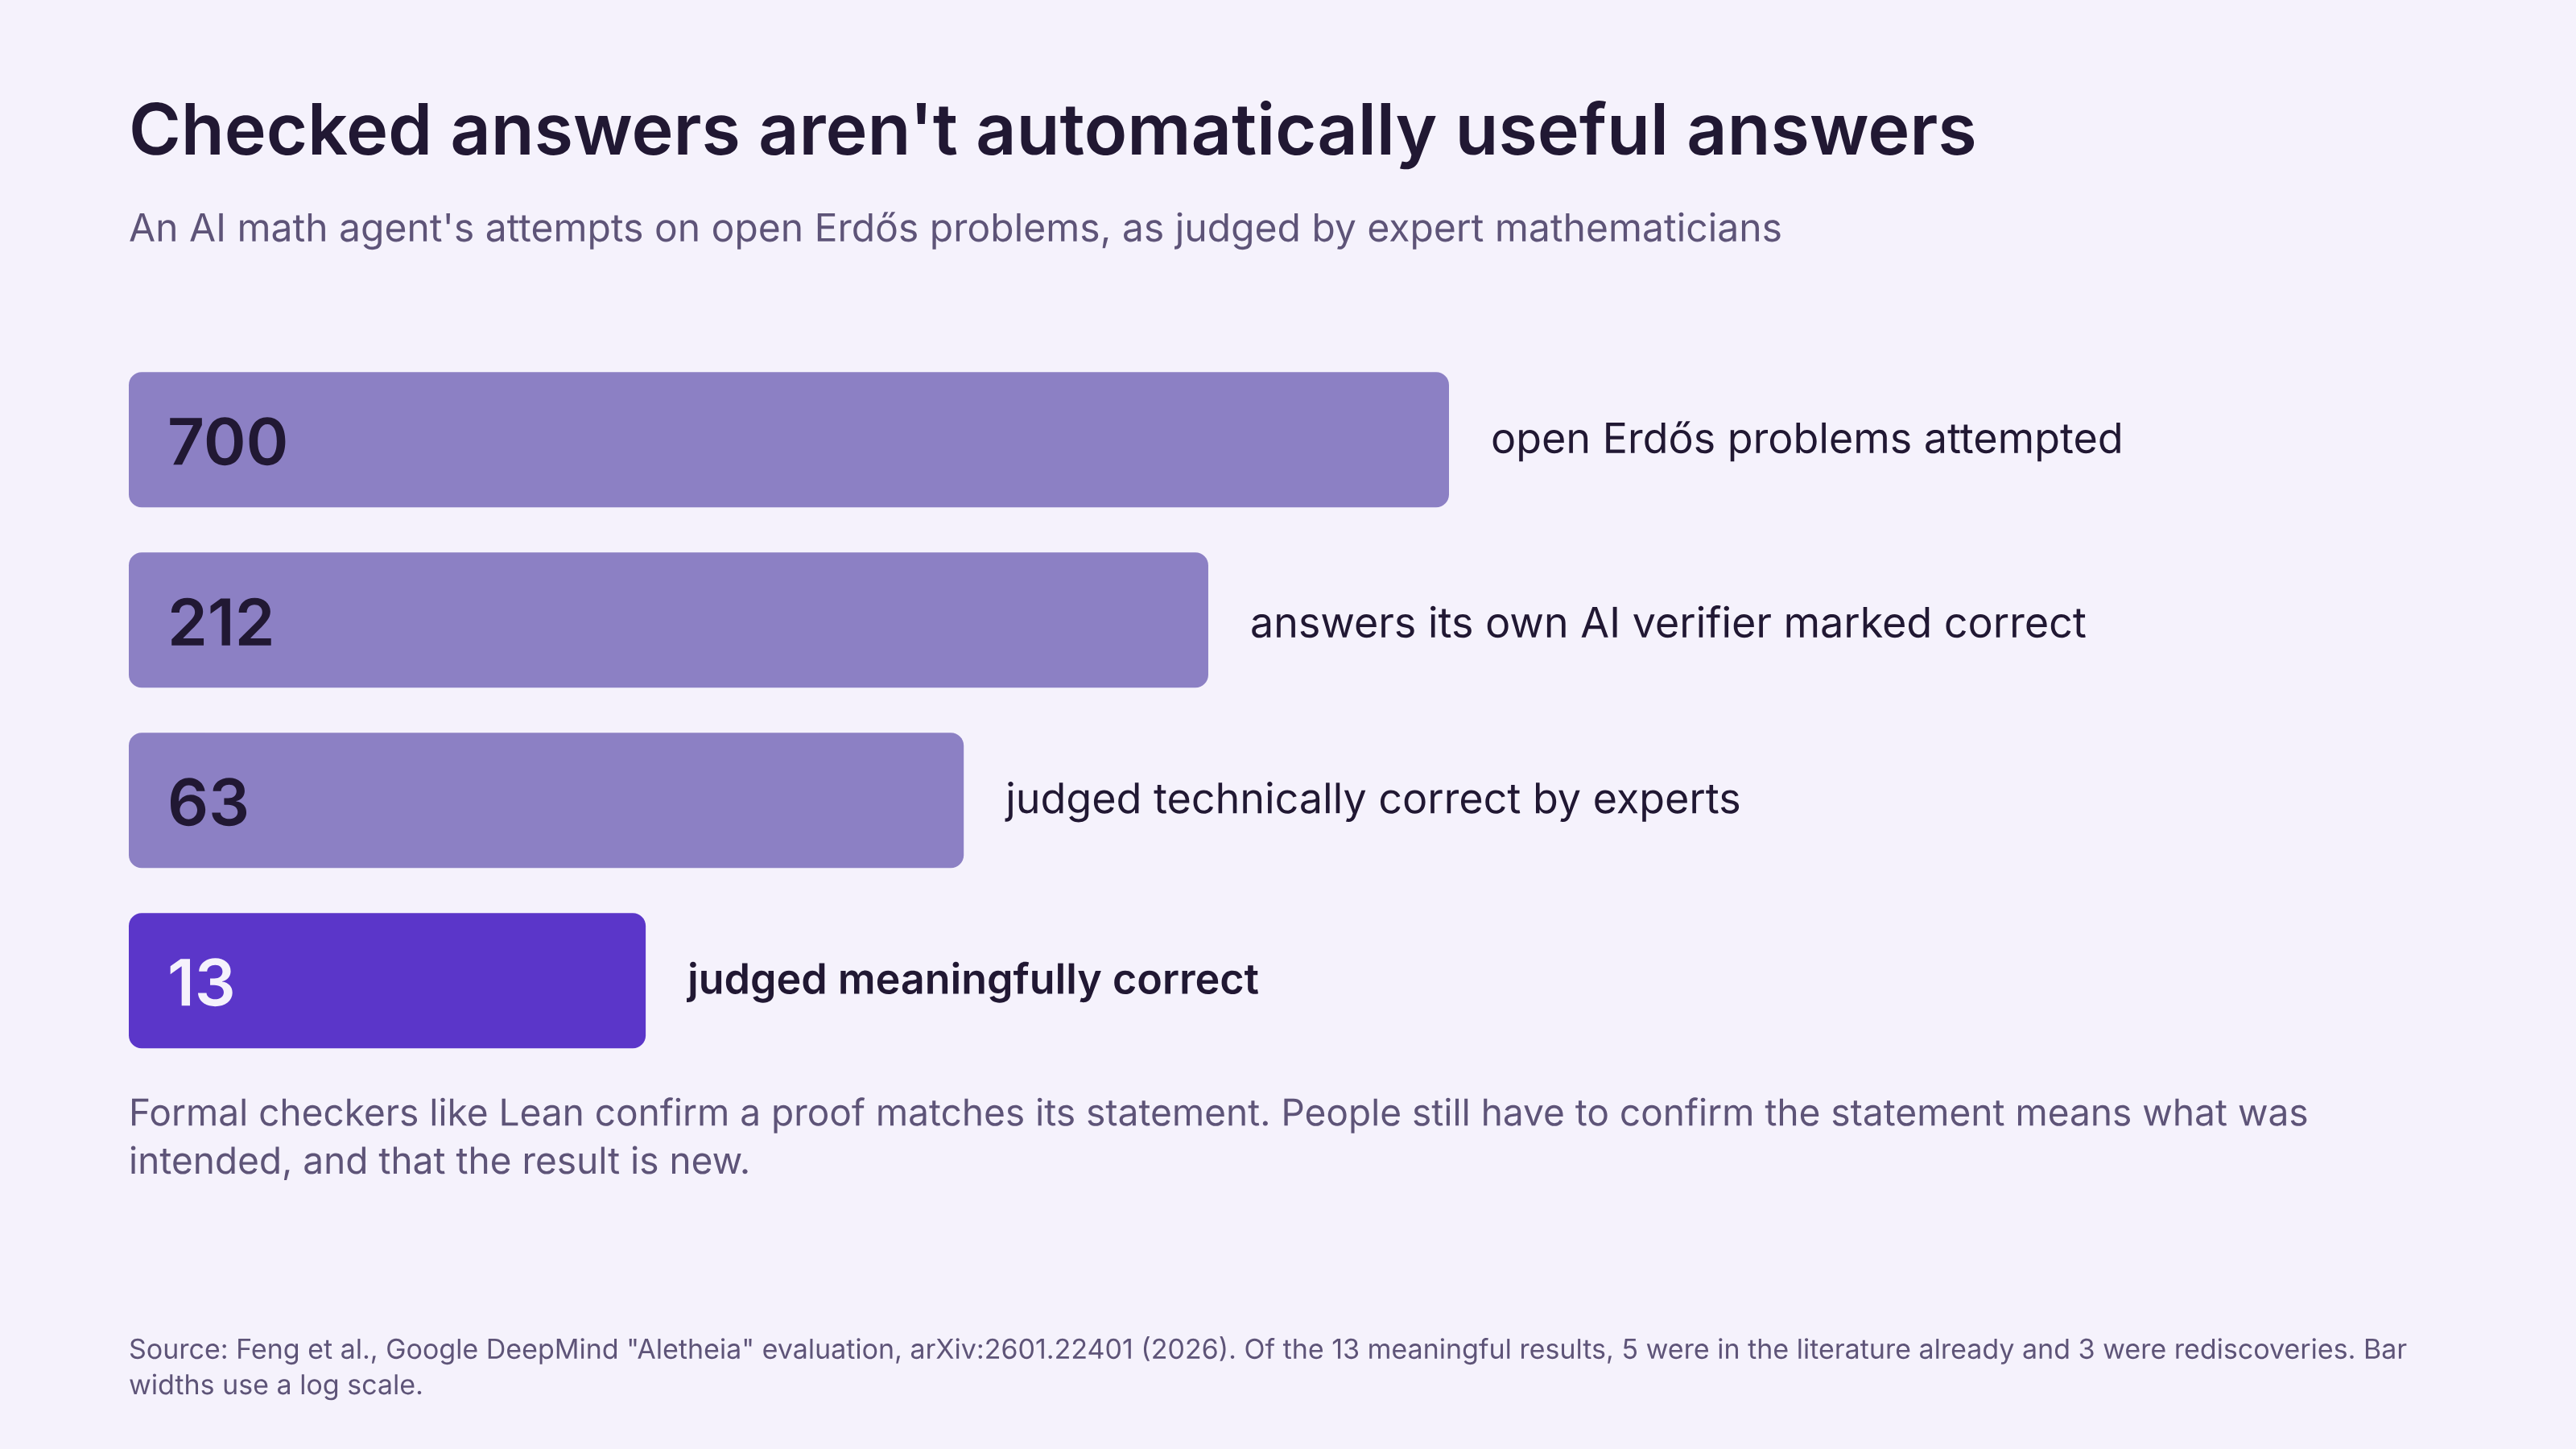 Checked answers aren't automatically useful answers
An AI math agent's attempts on open Erdős problems, as judged by expert mathematicians
700
open Erdős problems attempted
212
answers its own AI verifier marked correct
63
judged technically correct by experts
13
judged meaningfully correct
Formal checkers like Lean confirm a proof matches its statement. People still have to confirm the statement means what was
intended, and that the result is new.
Source: Feng et al., Google DeepMind "Aletheia" evaluation, arXiv:2601.22401 (2026). Of the 13 meaningful results, 5 were in the literature already and 3 were rediscoveries. Bar
widths use a log scale.